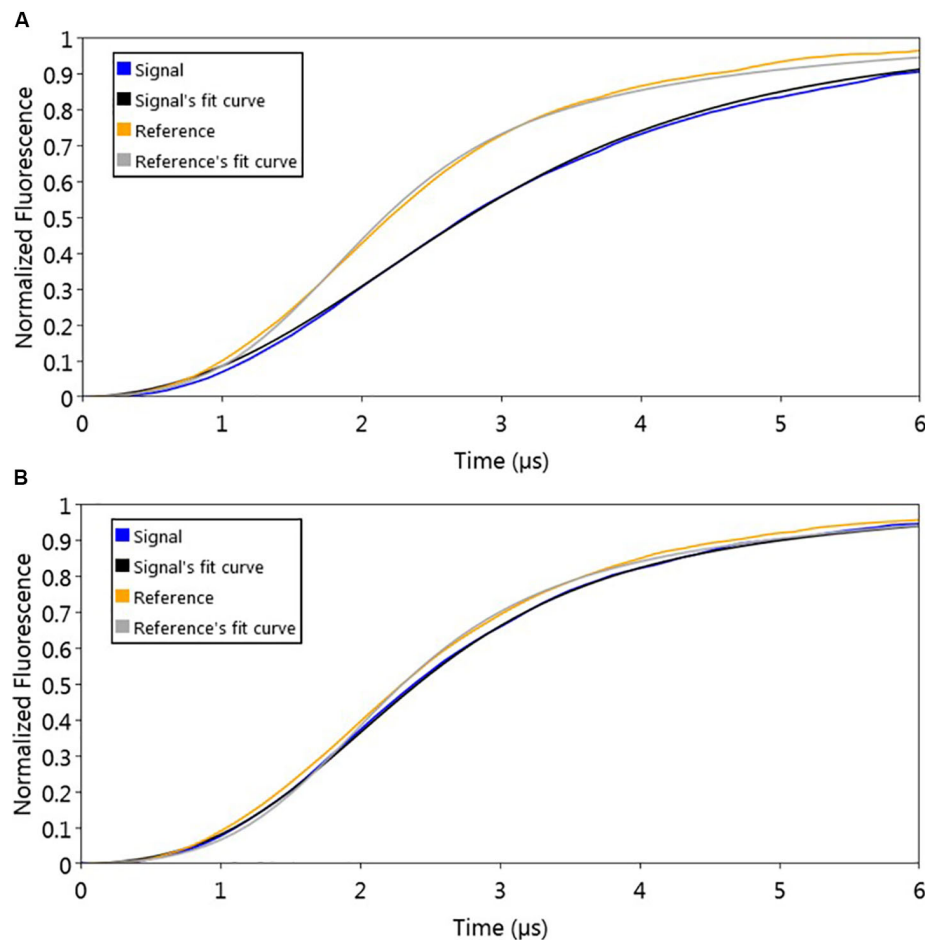 A
1
0.9
0.8
0.7
0.6
0.5
0.4
0.3
0.2
0.1
0
Normalized Fluorescence
Signal
Signal's fit curve
Reference
Reference's fit curve
0 1 2 3 4 5 6
Time (µs)
B
1
0.9
0.8
0.7
0.6
0.5
0.4
0.3
0.2
0.1
0
Normalized Fluorescence
Signal
Signal's fit curve
Reference
Reference's fit curve
0 1 2 3 4 5 6
Time (µs)